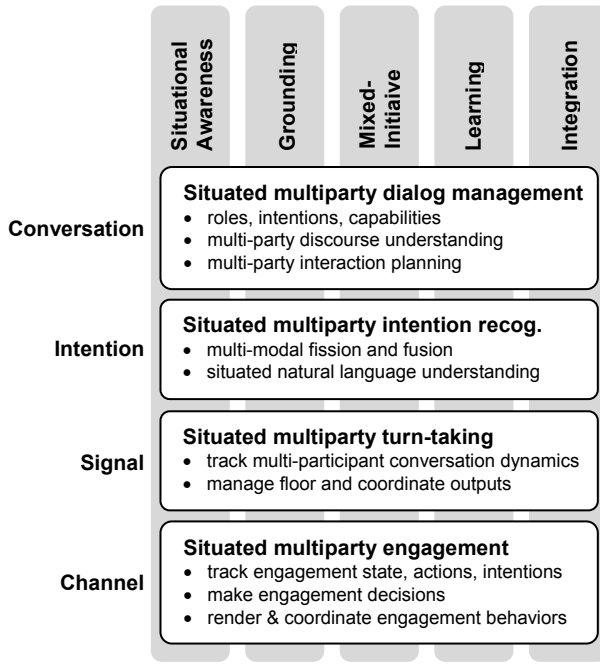 Situational
Awareness
Grounding
Mixed-
Initiaive
Learning
Integration
Conversation
Situated multiparty dialog management
• roles, intentions, capabilities
• multi-party discourse understanding
• multi-party interaction planning
Intention
Situated multiparty intention recog.
• multi-modal fission and fusion
• situated natural language understanding
Signal
Situated multiparty turn-taking
• track multi-participant conversation dynamics
• manage floor and coordinate outputs
Channel
Situated multiparty engagement
• track engagement state, actions, intentions
• make engagement decisions
• render & coordinate engagement behaviors